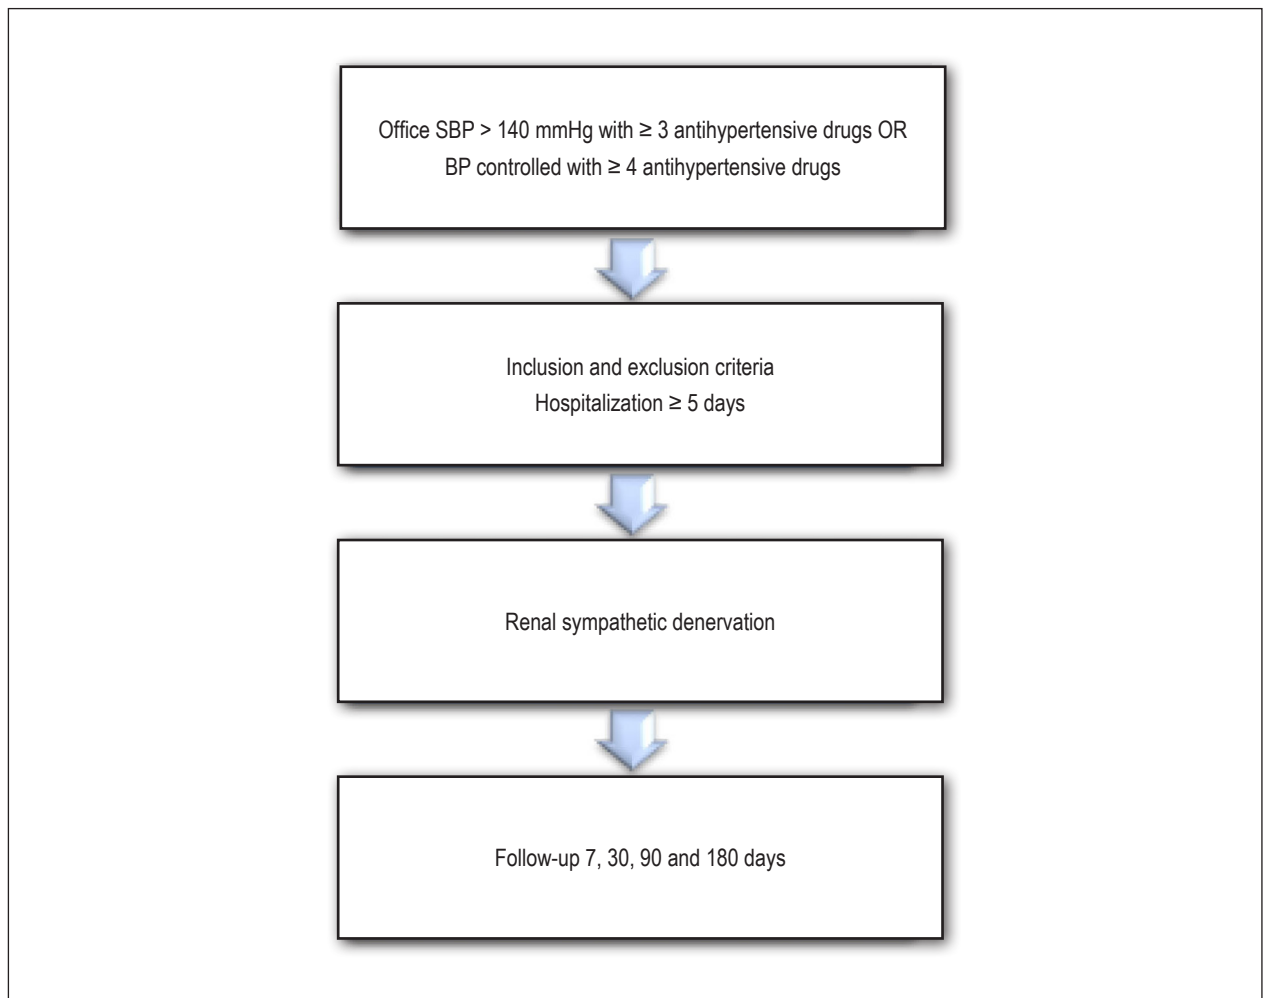 Office SBP > 140 mmHg with ≥ 3 antihypertensive drugs OR
BP controlled with ≥ 4 antihypertensive drugs
Inclusion and exclusion criteria
Hospitalization ≥ 5 days
Renal sympathetic denervation
Follow-up 7, 30, 90 and 180 days